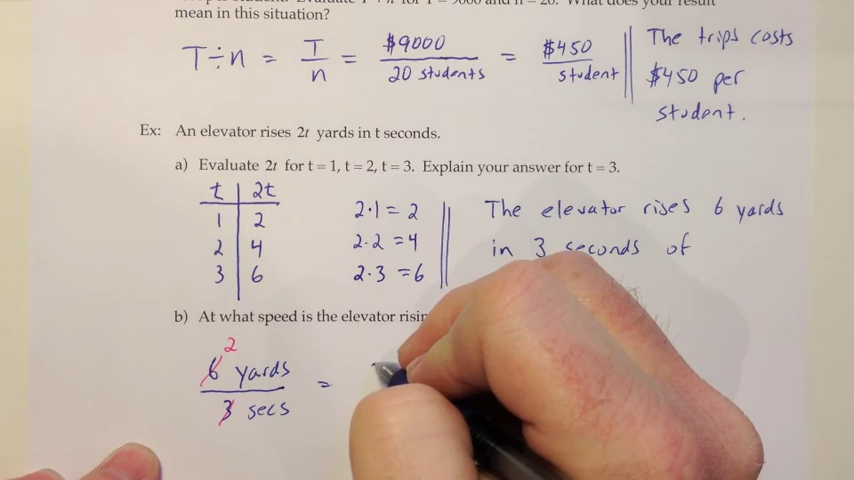 mean in this situation?
T÷n = T/n = $9000/20 students = $450/student
The trips costs
$450 per
student.
Ex: An elevator rises 2t yards in t seconds.
a) Evaluate 2t for t = 1, t = 2, t = 3. Explain your answer for t = 3.
t 2t
1 2
2 4
3 6
2·1 = 2
2·2 = 4
2·3 = 6
The elevator rises 6 yards
in 3 seconds of
b) At what speed is the elevator
2
6 yards
3 secs
=